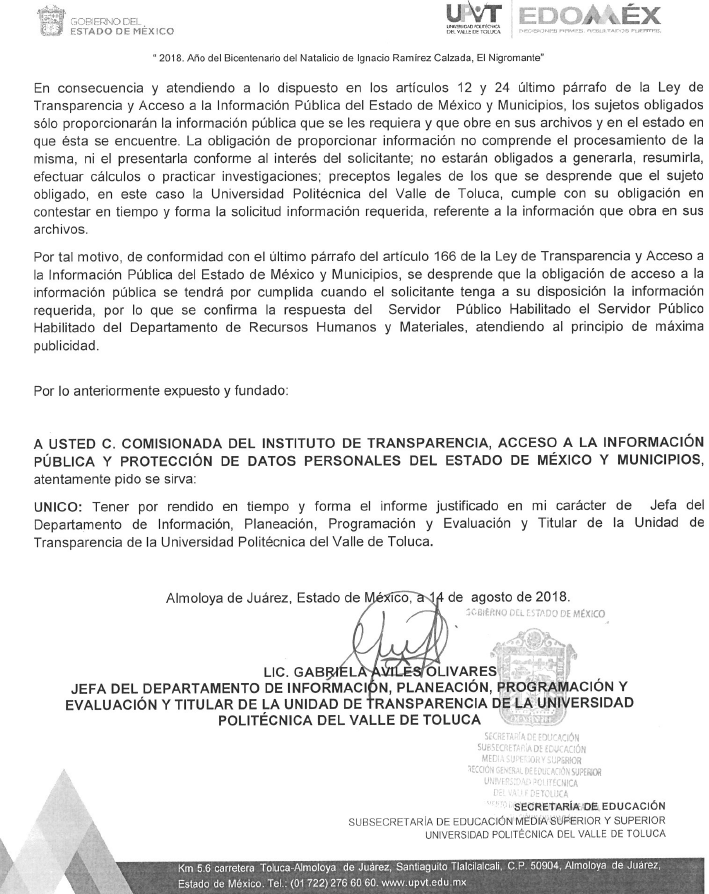 GOBIERNO DEL
ESTADO DE MÉXICO
UPVT
UNIVERSIDAD POLITÉCNICA
DEL VALLE DE TOLUCA
EDOMÉX
DECISIONES FIRMES, RESULTADOS FUERTES.
" 2018. Año del Bicentenario del Natalicio de Ignacio Ramírez Calzada, El Nigromante"
En consecuencia y atendiendo a lo dispuesto en los artículos 12 y 24 último párrafo de la Ley de
Transparencia y Acceso a la Información Pública del Estado de México y Municipios, los sujetos obligados
sólo proporcionarán la información pública que se les requiera y que obre en sus archivos y en el estado en
que ésta se encuentre. La obligación de proporcionar información no comprende el procesamiento de la
misma, ni el presentarla conforme al interés del solicitante; no estarán obligados a generarla, resumirla,
efectuar cálculos o practicar investigaciones; preceptos legales de los que se desprende que el sujeto
obligado, en este caso la Universidad Politécnica del Valle de Toluca, cumple con su obligación en
contestar en tiempo y forma la solicitud información requerida, referente a la información que obra en sus
archivos.
Por tal motivo, de conformidad con el último párrafo del artículo 166 de la Ley de Transparencia y Acceso a
la Información Pública del Estado de México y Municipios, se desprende que la obligación de acceso a la
información pública se tendrá por cumplida cuando el solicitante tenga a su disposición la información
requerida, por lo que se confirma la respuesta del Servidor Público Habilitado el Servidor Público
Habilitado del Departamento de Recursos Humanos y Materiales, atendiendo al principio de máxima
publicidad.
Por lo anteriormente expuesto y fundado:
A USTED C. COMISIONADA DEL INSTITUTO DE TRANSPARENCIA, ACCESO A LA INFORMACIÓN
PÚBLICA Y PROTECCIÓN DE DATOS PERSONALES DEL ESTADO DE MÉXICO Y MUNICIPIOS,
atentamente pido se sirva:
UNICO: Tener por rendido en tiempo y forma el informe justificado en mi carácter de Jefa del
Departamento de Información, Planeación, Programación y Evaluación y Titular de la Unidad de
Transparencia de la Universidad Politécnica del Valle de Toluca.
Almoloya de Juárez, Estado de México, a 14 de agosto de 2018.
GOBIERNO DEL ESTADO DE MÉXICO
LIC. GABRIELA AVILÉS OLIVARES
JEFA DEL DEPARTAMENTO DE INFORMACIÓN, PLANEACIÓN, PROGRAMACIÓN Y
EVALUACIÓN Y TITULAR DE LA UNIDAD DE TRANSPARENCIA DE LA UNIVERSIDAD
POLITÉCNICA DEL VALLE DE TOLUCA
SECRETARÍA DE EDUCACIÓN
SUBSECRETARÍA DE EDUCACIÓN
MEDIA SUPERIOR Y SUPERIOR
RECCIÓN GENERAL DE EDUCACIÓN SUPERIOR
UNIVERSIDAD POLITÉCNICA
DEL VALLE DE TOLUCA
SECRETARÍA DE EDUCACIÓN
SUBSECRETARÍA DE EDUCACIÓN MEDIA SUPERIOR Y SUPERIOR
UNIVERSIDAD POLITÉCNICA DEL VALLE DE TOLUCA
Km 5.6 carretera Toluca-Almoloya de Juárez, Santiaguito Tlalcilalcali, C.P. 50904, Almoloya de Juárez,
Estado de México. Tel.: (01 722) 276 60 60. www.upvt.edu.mx